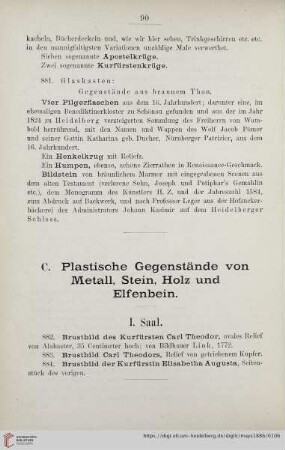 90
kacheln, Bücherdeckeln und, wie wir hier sehen, Trinkgeschirren etc. etc.
in den mannigfaltigsten Variationen unzählige Male verwerthet.
Sieben sogenannte Apostelkrüge.
Zwei sogenannte Kurfürstenkrüge.
881. Glaskasten:
Gegenstände aus braunem Thon.
Vier Pilgerflaschen aus dem 16. Jahrhundert; darunter eine, im
ehemaligen Benediktinerkloster zu Schönau gefunden und aus der im Jahr
1824 zu Heidelberg versteigerten Sammlung des Freiherrn von Wam-
bold herrührend, mit den Namen und Wappen des Wolf Jacob Pömer
und seiner Gattin Katharina geb. Ducher, Nürnberger Patrizier, aus dem
16. Jahrhundert.
Ein Henkelkrug mit Reliefs.
Ein Humpen, ebenso, schöne Zierrathen in Renaissance-Geschmack.
Bildstein von bräunlichem Marmor mit eingegrabenen Scenen aus
dem alten Testament (verlorene Sohn, Joseph und Potiphar's Gemahlin
etc.), dem Monogramm des Künstlers H. Z. und der Jahreszahl 1584,
zum Abdruck auf Backwerk, und nach Professor Leger aus der Hofzucker-
bäckerei des Administrators Johann Kasimir auf dem Heidelberger
Schloss.
C. Plastische Gegenstände von
Metall, Stein, Holz und
Elfenbein.
I. Saal.
882. Brustbild des Kurfürsten Carl Theodor, ovales Relief
von Alabaster, 35 Centimeter hoch; von Bildhauer Link, 1772.
883. Brustbild Carl Theodors, Relief von getriebenem Kupfer.
884. Brustbild der Kurfürstin Elisabetha Augusta, Seiten-
stück des vorigen.